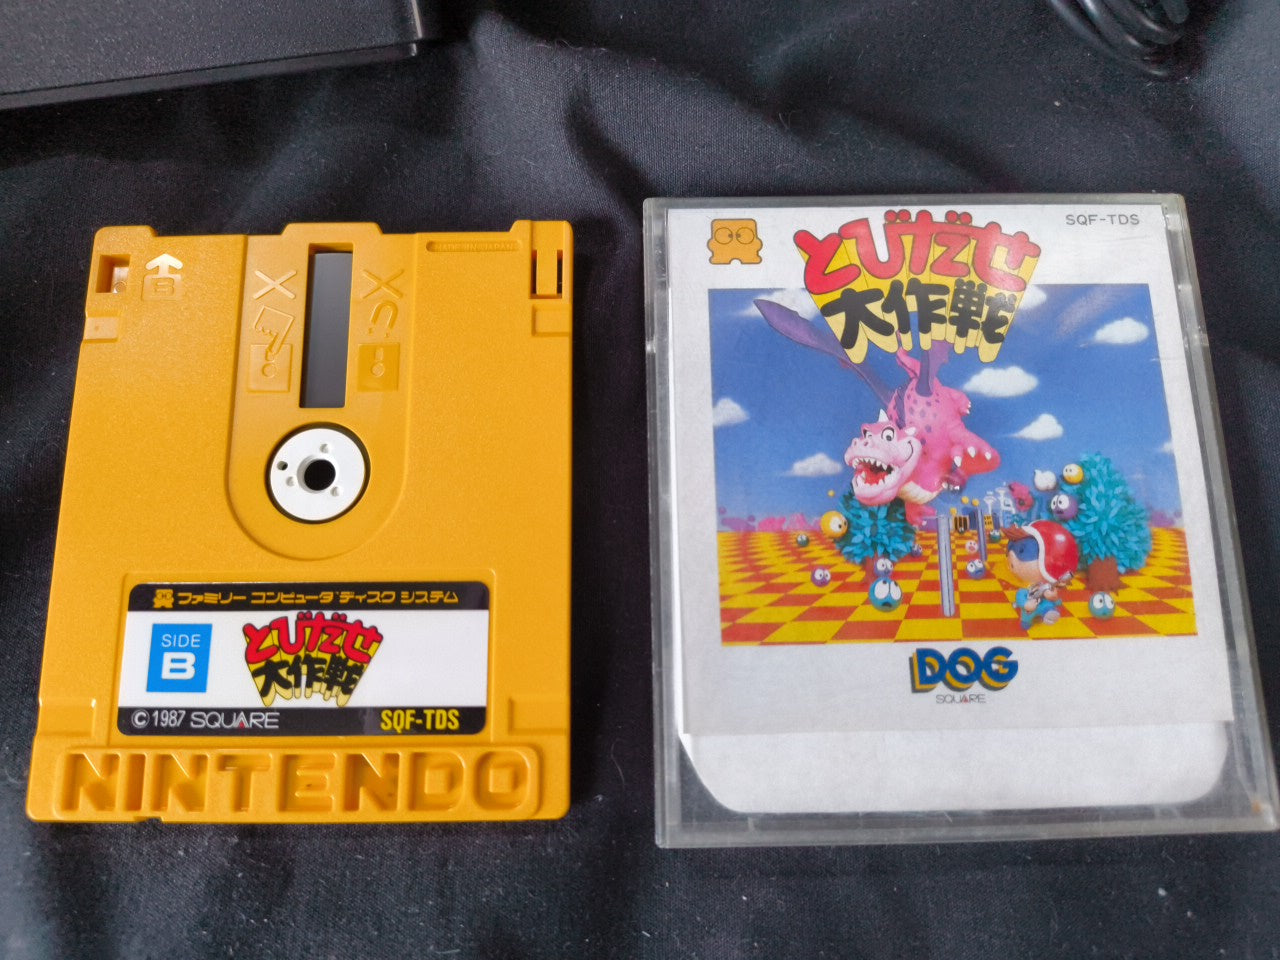 B
MADE IN JAPAN
ファミリー コンピュータ ディスク システム
SIDE
B
とびだせ
大作戦
©1987 SQUARE
SQF-TDS
NINTENDO
SQF-TDS
とびだせ
大作戦
DOG
SQUARE